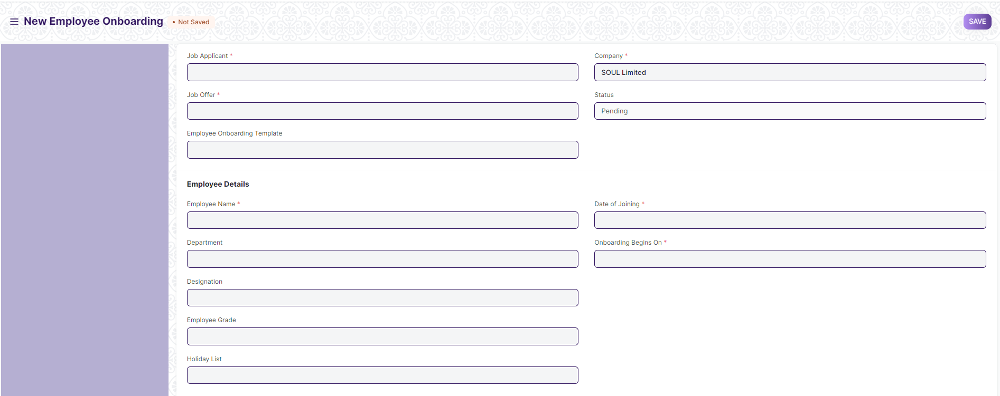 New Employee Onboarding
• Not Saved
SAVE
Job Applicant *
Company *
SOUL Limited
Job Offer *
Status
Pending
Employee Onboarding Template
Employee Details
Employee Name *
Date of Joining *
Department
Onboarding Begins On *
Designation
Employee Grade
Holiday List